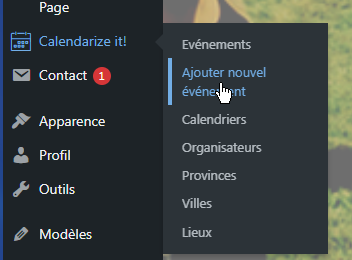 Page
Calendarize it!
Contact 1
Apparence
Profil
Outils
Modèles
Evénements
Ajouter nouvel
événement
Calendriers
Organisateurs
Provinces
Villes
Lieux